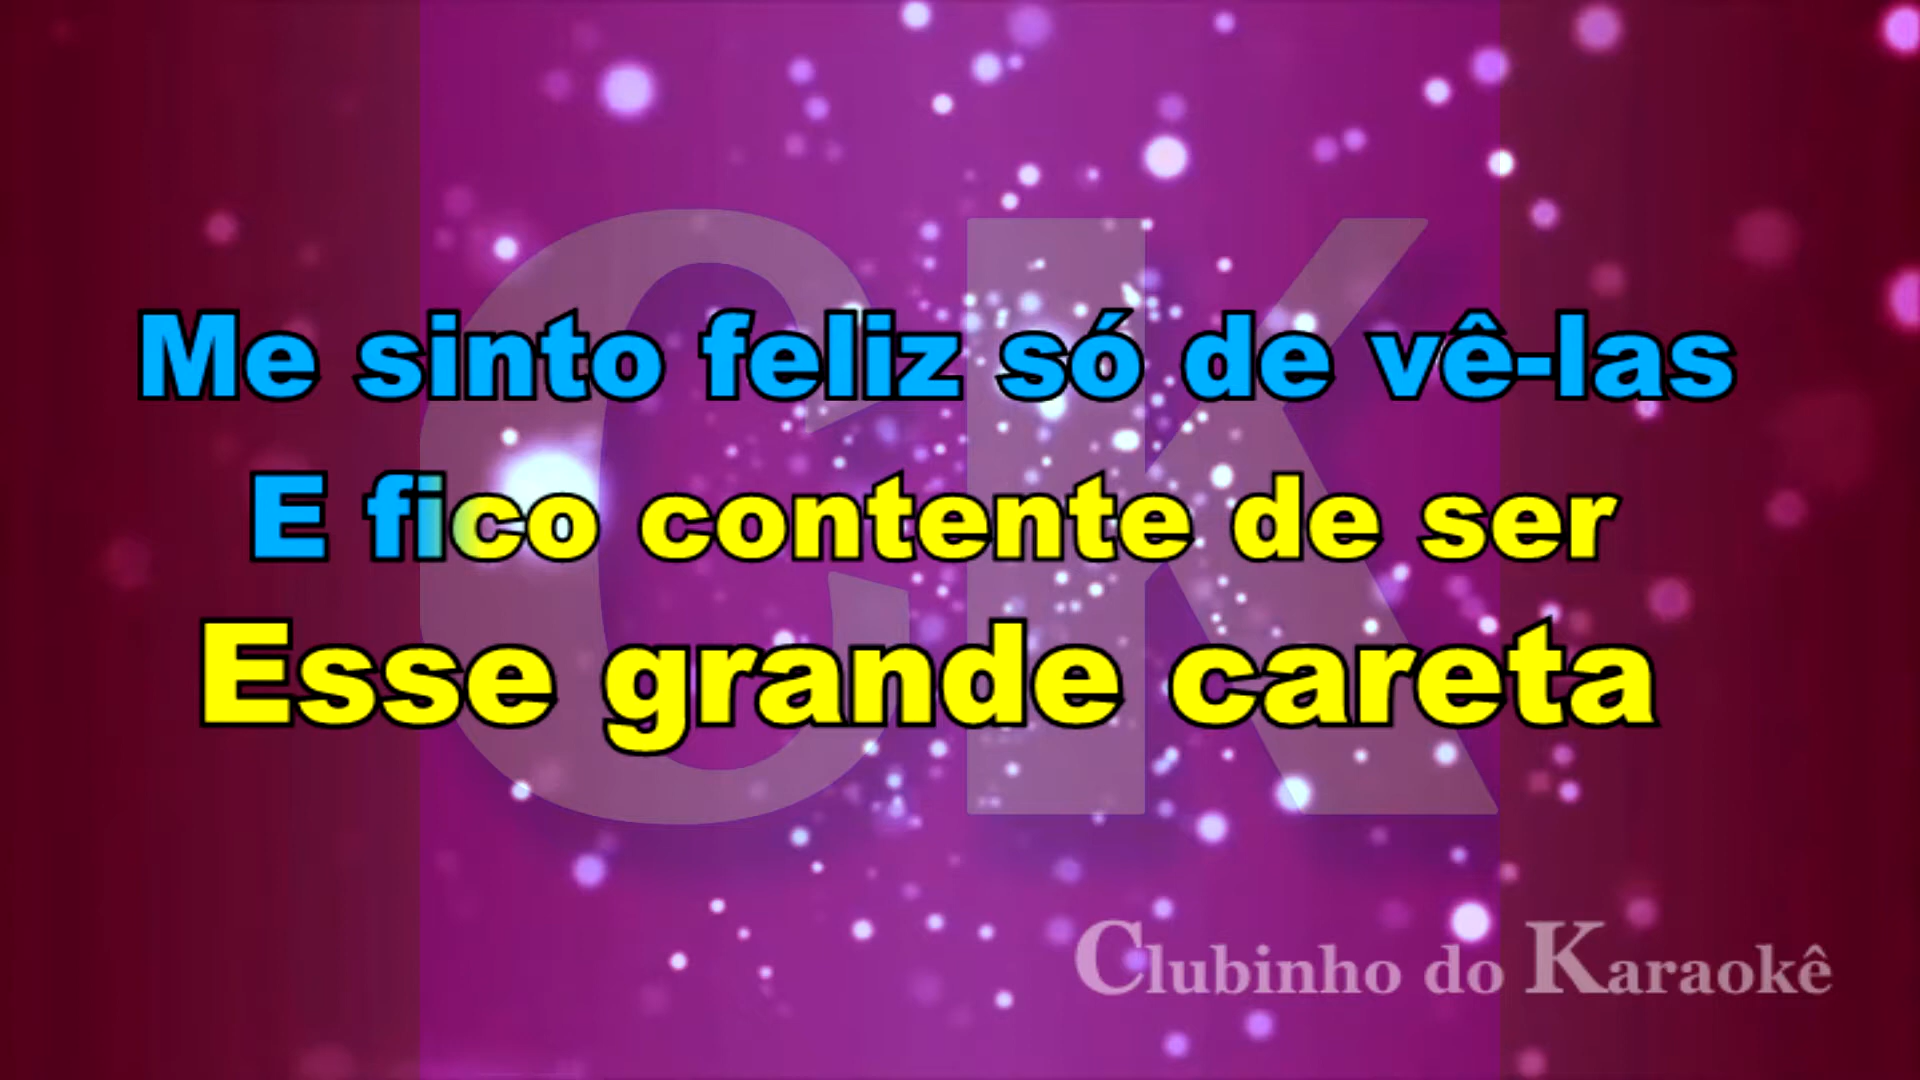 CK
Me sinto feliz só de vê-las
E fico contente de ser
Esse grande careta
Clubinho do Karaokê